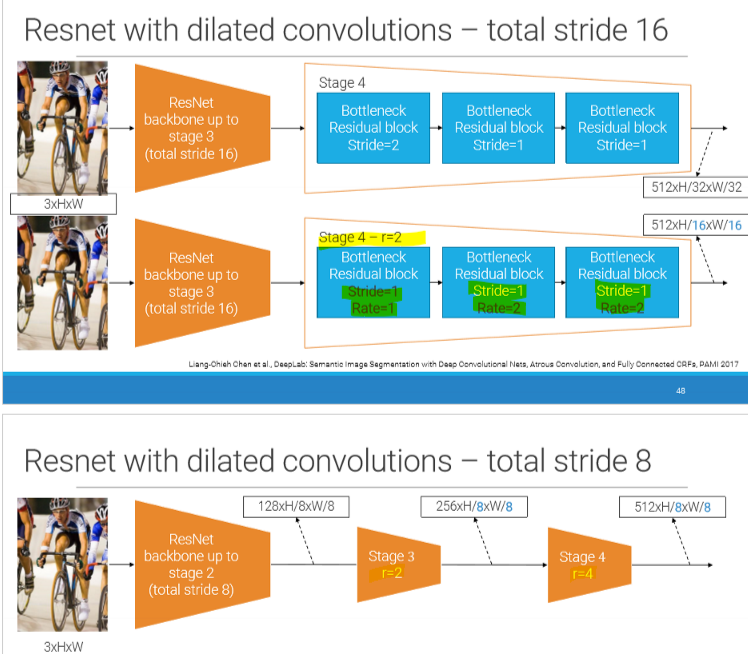 Resnet with dilated convolutions – total stride 16
ResNet
backbone up to
stage 3
(total stride 16)
Stage 4
Bottleneck
Residual block
Stride=2
Bottleneck
Residual block
Stride=1
Bottleneck
Residual block
Stride=1
512xH/32xW/32
3xHxW
512xH/16xW/16
ResNet
backbone up to
stage 3
(total stride 16)
Stage 4 – r=2
Bottleneck
Residual block
Stride=1
Rate=1
Bottleneck
Residual block
Stride=1
Rate=2
Bottleneck
Residual block
Stride=1
Rate=2
Liang-Chieh Chen et al., DeepLab: Semantic Image Segmentation with Deep Convolutional Nets, Atrous Convolution, and Fully Connected CRFs, PAMI 2017
48
Resnet with dilated convolutions – total stride 8
ResNet
backbone up to
stage 2
(total stride 8)
128xH/8xW/8
Stage 3
r=2
256xH/8xW/8
Stage 4
r=4
512xH/8xW/8
3xHxW